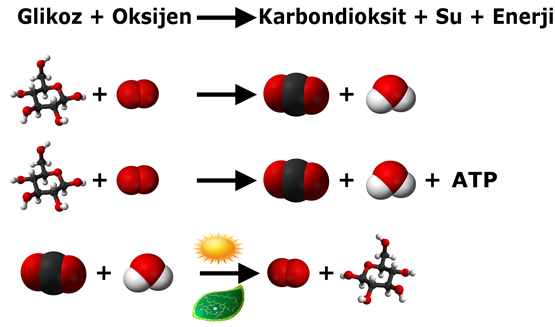 Glikoz + Oksijen → Karbondioksit + Su + Enerji
+ → +
+ → + + ATP
+ → +